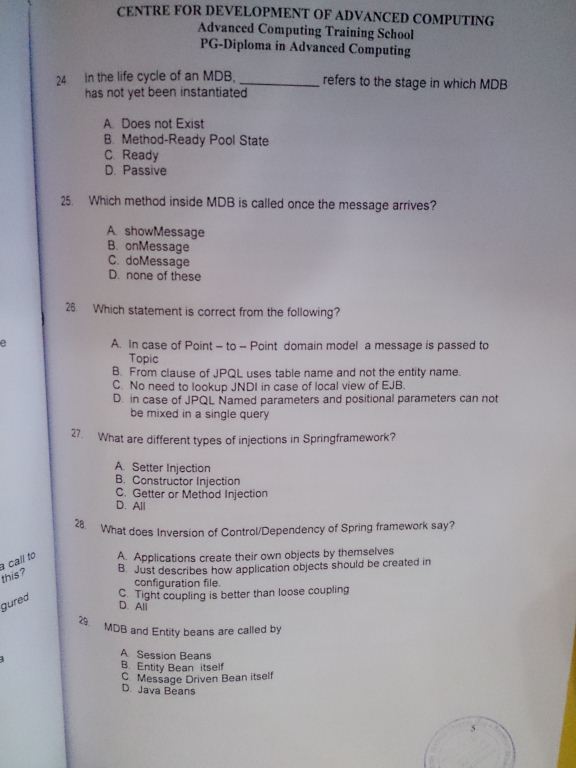 CENTRE FOR DEVELOPMENT OF ADVANCED COMPUTING
Advanced Computing Training School
PG-Diploma in Advanced Computing
24 In the life cycle of an MDB, ____________ refers to the stage in which MDB
has not yet been instantiated
A. Does not Exist
B. Method-Ready Pool State
C. Ready
D. Passive
25. Which method inside MDB is called once the message arrives?
A. showMessage
B. onMessage
C. doMessage
D. none of these
26. Which statement is correct from the following?
A. In case of Point – to – Point domain model a message is passed to
Topic
B. From clause of JPQL uses table name and not the entity name.
C. No need to lookup JNDI in case of local view of EJB.
D. in case of JPQL Named parameters and positional parameters can not
be mixed in a single query
27. What are different types of injections in Springframework?
A. Setter Injection
B. Constructor Injection
C. Getter or Method Injection
D. All
28. What does Inversion of Control/Dependency of Spring framework say?
A. Applications create their own objects by themselves
B. Just describes how application objects should be created in
configuration file.
C. Tight coupling is better than loose coupling
D. All
29. MDB and Entity beans are called by
A. Session Beans
B. Entity Bean itself
C. Message Driven Bean itself
D. Java Beans
5
e
a call to
this?
gured
a